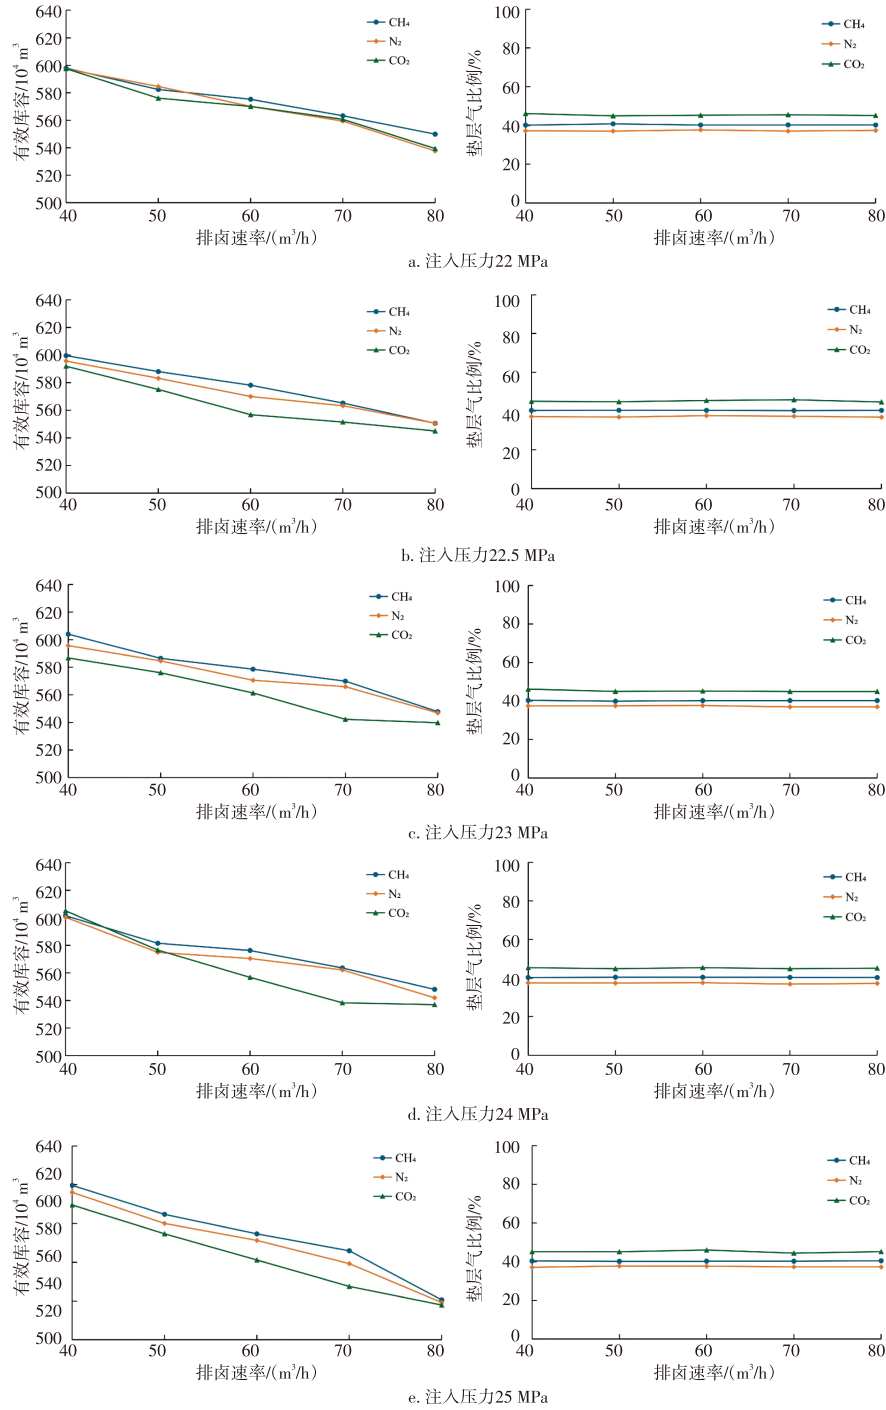 640
620
600
580
560
540
520
500
40 50 60 70 80
有效库容/10⁴ m³
排卤速率/(m³/h)
CH₄
N₂
CO₂
100
80
60
40
20
0
40 50 60 70 80
垫层气比例/%
排卤速率/(m³/h)
CH₄
N₂
CO₂
a. 注入压力22 MPa
640
620
600
580
560
540
520
500
40 50 60 70 80
有效库容/10⁴ m³
排卤速率/(m³/h)
CH₄
N₂
CO₂
100
80
60
40
20
0
40 50 60 70 80
垫层气比例/%
排卤速率/(m³/h)
CH₄
N₂
CO₂
b. 注入压力22.5 MPa
640
620
600
580
560
540
520
500
40 50 60 70 80
有效库容/10⁴ m³
排卤速率/(m³/h)
CH₄
N₂
CO₂
100
80
60
40
20
0
40 50 60 70 80
垫层气比例/%
排卤速率/(m³/h)
CH₄
N₂
CO₂
c. 注入压力23 MPa
640
620
600
580
560
540
520
500
40 50 60 70 80
有效库容/10⁴ m³
排卤速率/(m³/h)
CH₄
N₂
CO₂
100
80
60
40
20
0
40 50 60 70 80
垫层气比例/%
排卤速率/(m³/h)
CH₄
N₂
CO₂
d. 注入压力24 MPa
640
620
600
580
560
540
520
500
40 50 60 70 80
有效库容/10⁴ m³
排卤速率/(m³/h)
CH₄
N₂
CO₂
100
80
60
40
20
0
40 50 60 70 80
垫层气比例/%
排卤速率/(m³/h)
CH₄
N₂
CO₂
e. 注入压力25 MPa